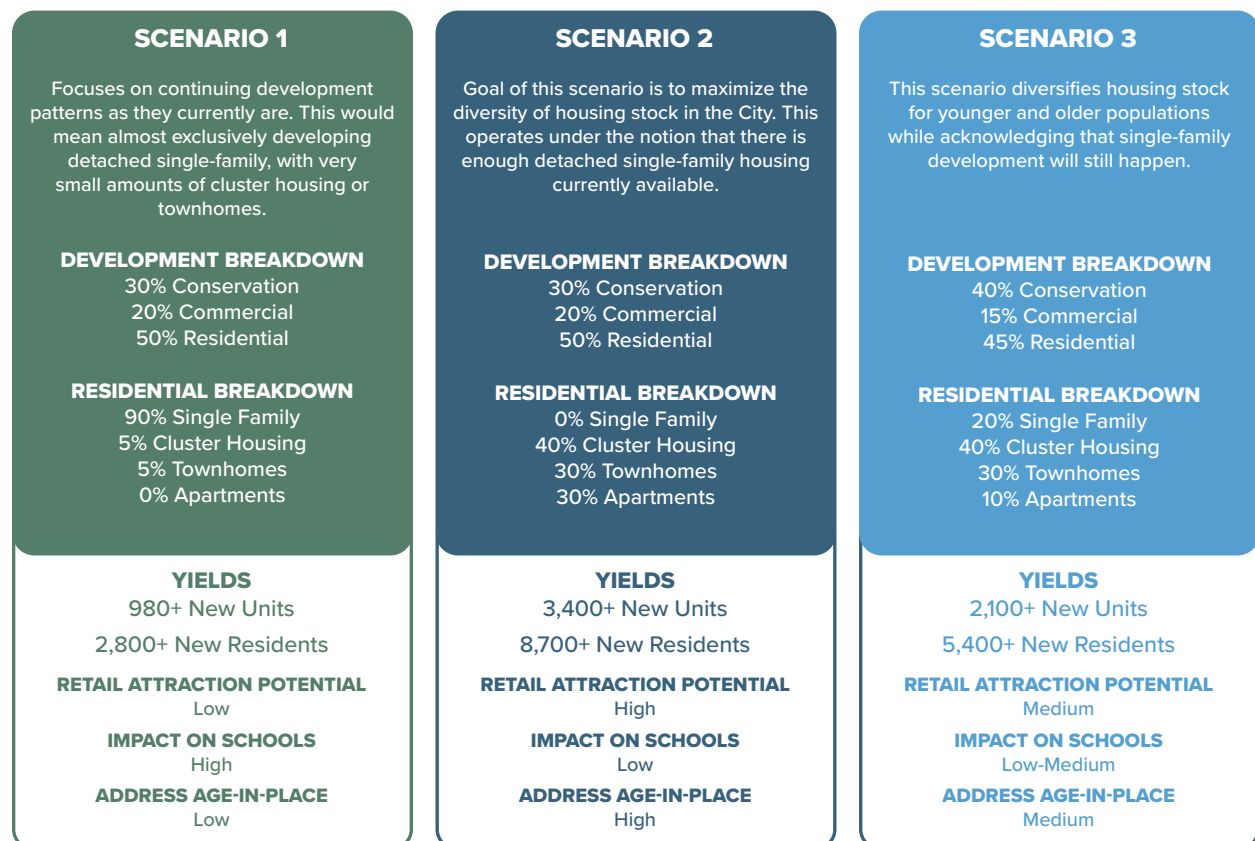 SCENARIO 1
Focuses on continuing development
patterns as they currently are. This would
mean almost exclusively developing
detached single-family, with very
small amounts of cluster housing or
townhomes.
DEVELOPMENT BREAKDOWN
30% Conservation
20% Commercial
50% Residential
RESIDENTIAL BREAKDOWN
90% Single Family
5% Cluster Housing
5% Townhomes
0% Apartments
YIELDS
980+ New Units
2,800+ New Residents
RETAIL ATTRACTION POTENTIAL
Low
IMPACT ON SCHOOLS
High
ADDRESS AGE-IN-PLACE
Low
SCENARIO 2
Goal of this scenario is to maximize the
diversity of housing stock in the City. This
operates under the notion that there is
enough detached single-family housing
currently available.
DEVELOPMENT BREAKDOWN
30% Conservation
20% Commercial
50% Residential
RESIDENTIAL BREAKDOWN
0% Single Family
40% Cluster Housing
30% Townhomes
30% Apartments
YIELDS
3,400+ New Units
8,700+ New Residents
RETAIL ATTRACTION POTENTIAL
High
IMPACT ON SCHOOLS
Low
ADDRESS AGE-IN-PLACE
High
SCENARIO 3
This scenario diversifies housing stock
for younger and older populations
while acknowledging that single-family
development will still happen.
DEVELOPMENT BREAKDOWN
40% Conservation
15% Commercial
45% Residential
RESIDENTIAL BREAKDOWN
20% Single Family
40% Cluster Housing
30% Townhomes
10% Apartments
YIELDS
2,100+ New Units
5,400+ New Residents
RETAIL ATTRACTION POTENTIAL
Medium
IMPACT ON SCHOOLS
Low-Medium
ADDRESS AGE-IN-PLACE
Medium